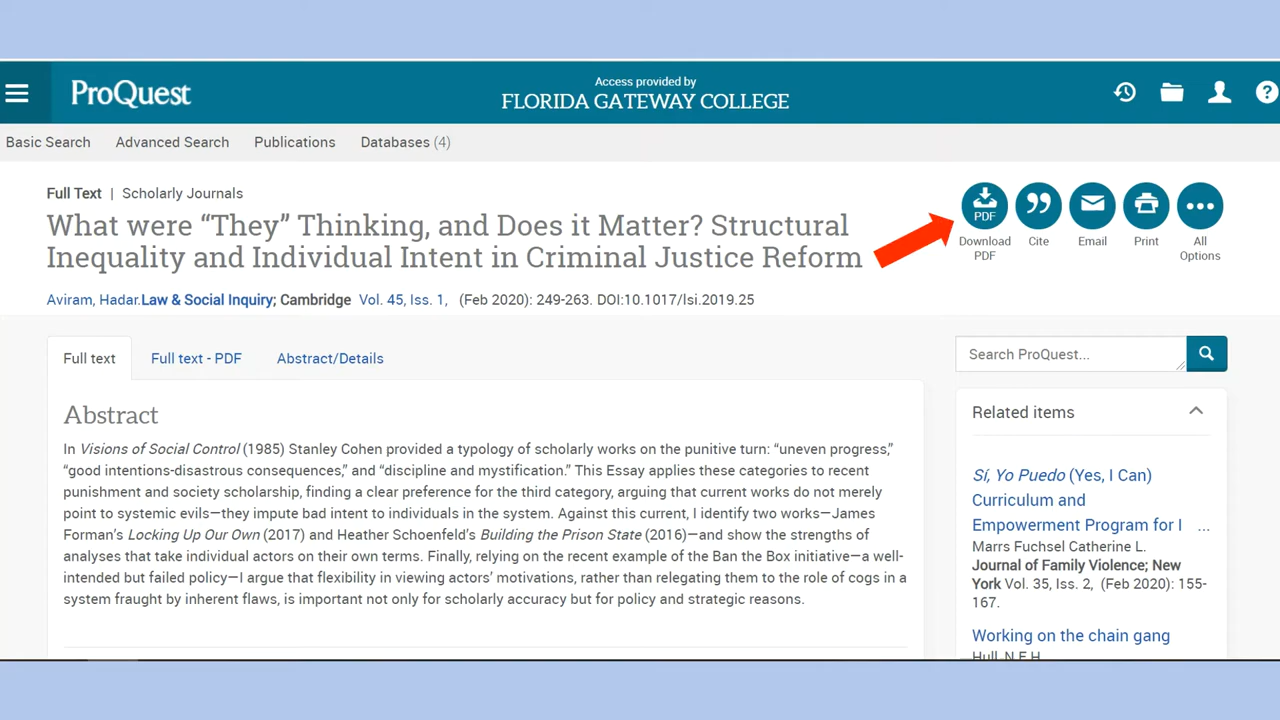 ProQuest
Access provided by
FLORIDA GATEWAY COLLEGE
?
Basic Search
Advanced Search
Publications
Databases (4)
Full Text | Scholarly Journals
What were “They” Thinking, and Does it Matter? Structural
Inequality and Individual Intent in Criminal Justice Reform
Aviram, Hadar.Law & Social Inquiry; Cambridge Vol. 45, Iss. 1, (Feb 2020): 249-263. DOI:10.1017/lsi.2019.25
PDF
Download
PDF
Cite
Email
Print
All
Options
Full text
Full text - PDF
Abstract/Details
Abstract
In Visions of Social Control (1985) Stanley Cohen provided a typology of scholarly works on the punitive turn: “uneven progress,”
“good intentions-disastrous consequences,” and “discipline and mystification.” This Essay applies these categories to recent
punishment and society scholarship, finding a clear preference for the third category, arguing that current works do not merely
point to systemic evils—they impute bad intent to individuals in the system. Against this current, I identify two works—James
Forman’s Locking Up Our Own (2017) and Heather Schoenfeld’s Building the Prison State (2016)—and show the strengths of
analyses that take individual actors on their own terms. Finally, relying on the recent example of the Ban the Box initiative—a well-
intended but failed policy—I argue that flexibility in viewing actors’ motivations, rather than relegating them to the role of cogs in a
system fraught by inherent flaws, is important not only for scholarly accuracy but for policy and strategic reasons.
Search ProQuest...
Related items
Sí, Yo Puedo (Yes, I Can)
Curriculum and
Empowerment Program for I ...
Marrs Fuchsel Catherine L.
Journal of Family Violence; New
York Vol. 35, Iss. 2, (Feb 2020): 155-
167.
Working on the chain gang
Hull, N E H